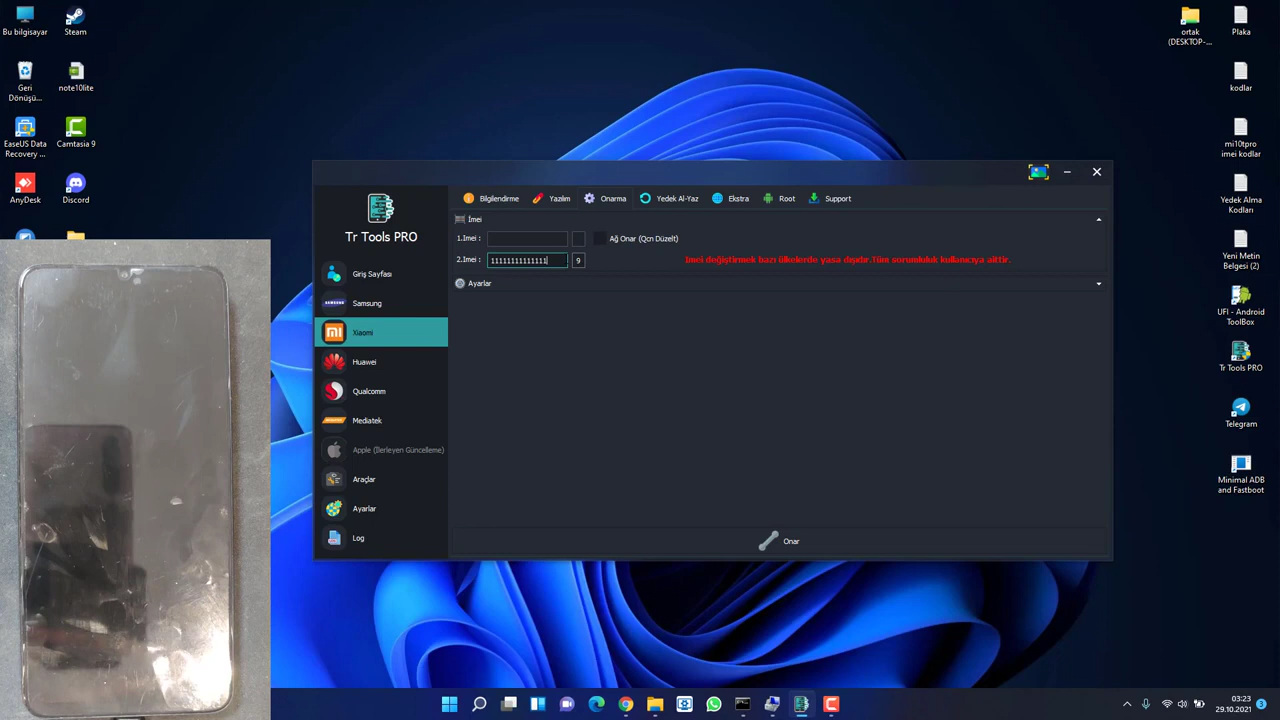 Bu bilgisayar
Steam
Geri
Dönüşü...
note10lite
EaseUS Data
Recovery ...
Camtasia 9
AnyDesk
Discord
ortak
(DESKTOP-...
Plaka
kodlar
mi10tpro
imei kodlar
Yedek Alma
Kodları
Yeni Metin
Belgesi (2)
UFI - Android
ToolBox
Tr Tools PRO
Telegram
Minimal ADB
and Fastboot
Tr Tools PRO
Giriş Sayfası
SAMSUNG
Samsung
Xiaomi
Huawei
Qualcomm
Mediatek
Apple (İlerleyen Güncelleme)
Araçlar
Ayarlar
Log
Bilgilendirme
Yazılım
Onarma
Yedek Al-Yaz
Ekstra
Root
Support
İmei
1.Imei :
Ağ Onar (Qcn Düzelt)
2.Imei :
11111111111111
9
Imei değiştirmek bazı ülkelerde yasa dışıdır.Tüm sorumluluk kullanıcıya aittir.
Ayarlar
Onar
03:23
29.10.2021
3